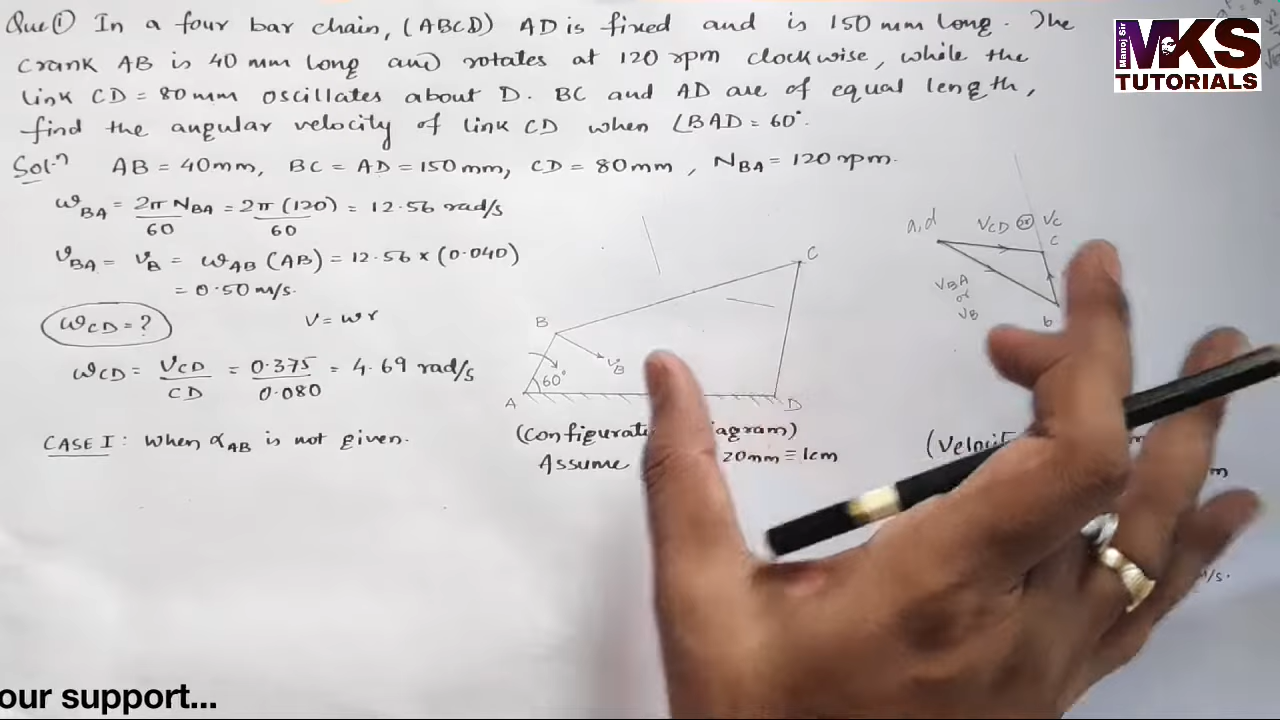 Que① In a four bar chain, (ABCD) AD is fixed and is 150 mm long. The
crank AB is 40 mm long and rotates at 120 rpm clockwise, while the
link CD = 80mm oscillates about D. BC and AD are of equal length,
find the angular velocity of link CD when ∠BAD = 60°.
Solⁿ AB = 40mm, BC = AD = 150mm, CD = 80mm, N_BA = 120 rpm.
ω_BA = 2π N_BA / 60 = 2π (120) / 60 = 12.56 rad/s
v_BA = v_B = ω_AB (AB) = 12.56 × (0.040)
= 0.50 m/s.
ω_CD = ?
V = ωr
ω_CD = V_CD / CD = 0.375 / 0.080 = 4.69 rad/s
CASE I: When α_AB is not given.
C
B
v_B
60°
A
D
(Configurat
iagram)
Assume
20mm ≡ 1cm
a,d
V_CD or V_C
c
V_BA
or
V_B
b
(Veloci
MKS
Manoj Sir
TUTORIALS
our support...